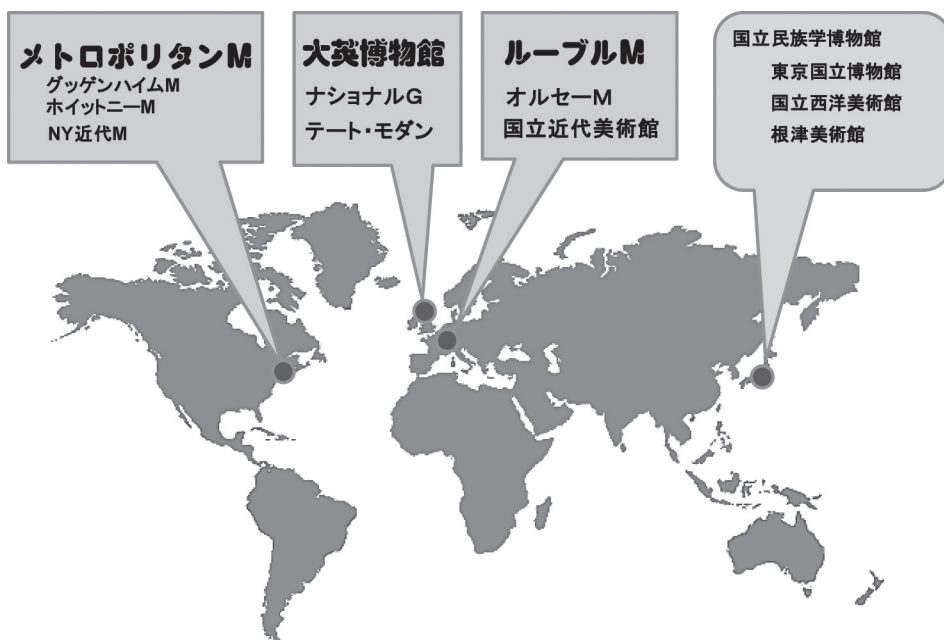 メトロポリタンM
グッゲンハイムM
ホイットニーM
NY近代M
大英博物館
ナショナルG
テート・モダン
ルーブルM
オルセーM
国立近代美術館
国立民族学博物館
東京国立博物館
国立西洋美術館
根津美術館